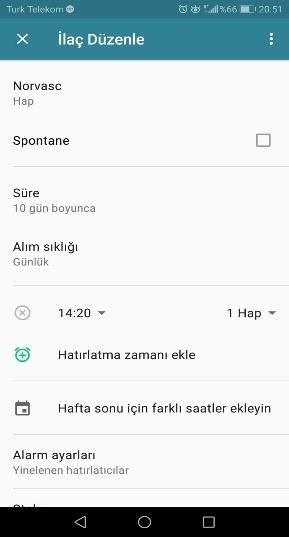 Turk Telekom %66 20:51
İlaç Düzenle
Norvasc
Hap
Spontane
Süre
10 gün boyunca
Alım sıklığı
Günlük
14:20 1 Hap
Hatırlatma zamanı ekle
Hafta sonu için farklı saatler ekleyin
Alarm ayarları
Yinelenen hatırlatıcılar